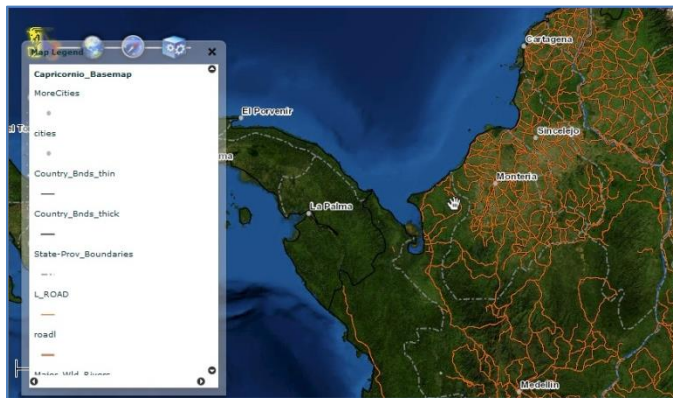 Map Legend
Capricornio_Basemap
MoreCities
cities
Country_Bnds_thin
Country_Bnds_thick
State-Prov_Boundaries
L_ROAD
roadl
Cartagena
El Porvenir
Sincelejo
Monteria
La Palma
Medellin